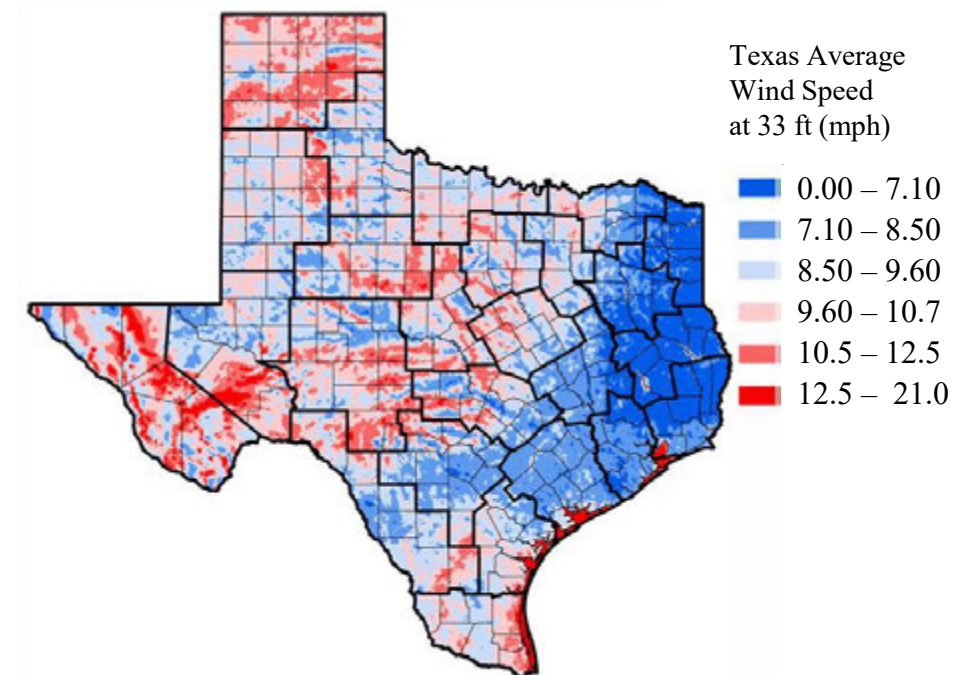 Texas Average
Wind Speed
at 33 ft (mph)
0.00 – 7.10
7.10 – 8.50
8.50 – 9.60
9.60 – 10.7
10.5 – 12.5
12.5 –  21.0